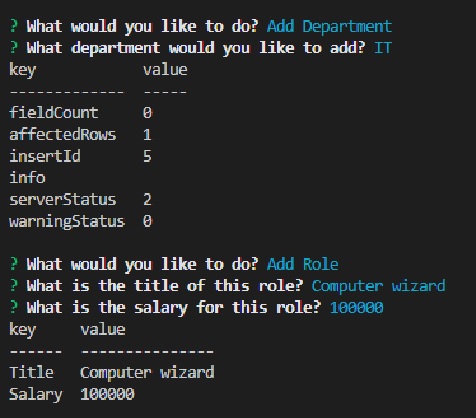 ? What would you like to do? Add Department
? What department would you like to add? IT
key            value
-------------  -----
fieldCount     0
affectedRows   1
insertId       5
info
serverStatus   2
warningStatus  0
? What would you like to do? Add Role
? What is the title of this role? Computer wizard
? What is the salary for this role? 100000
key     value
------  ---------------
Title   Computer wizard
Salary  100000